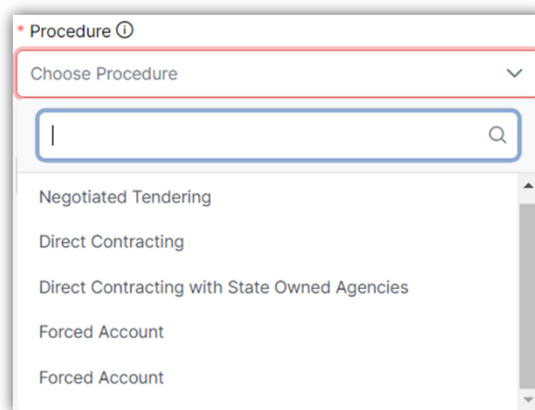 * Procedure
Choose Procedure
Negotiated Tendering
Direct Contracting
Direct Contracting with State Owned Agencies
Forced Account
Forced Account